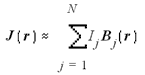 N
J(r) ≈ ∑ I_j B_j(r)
j = 1